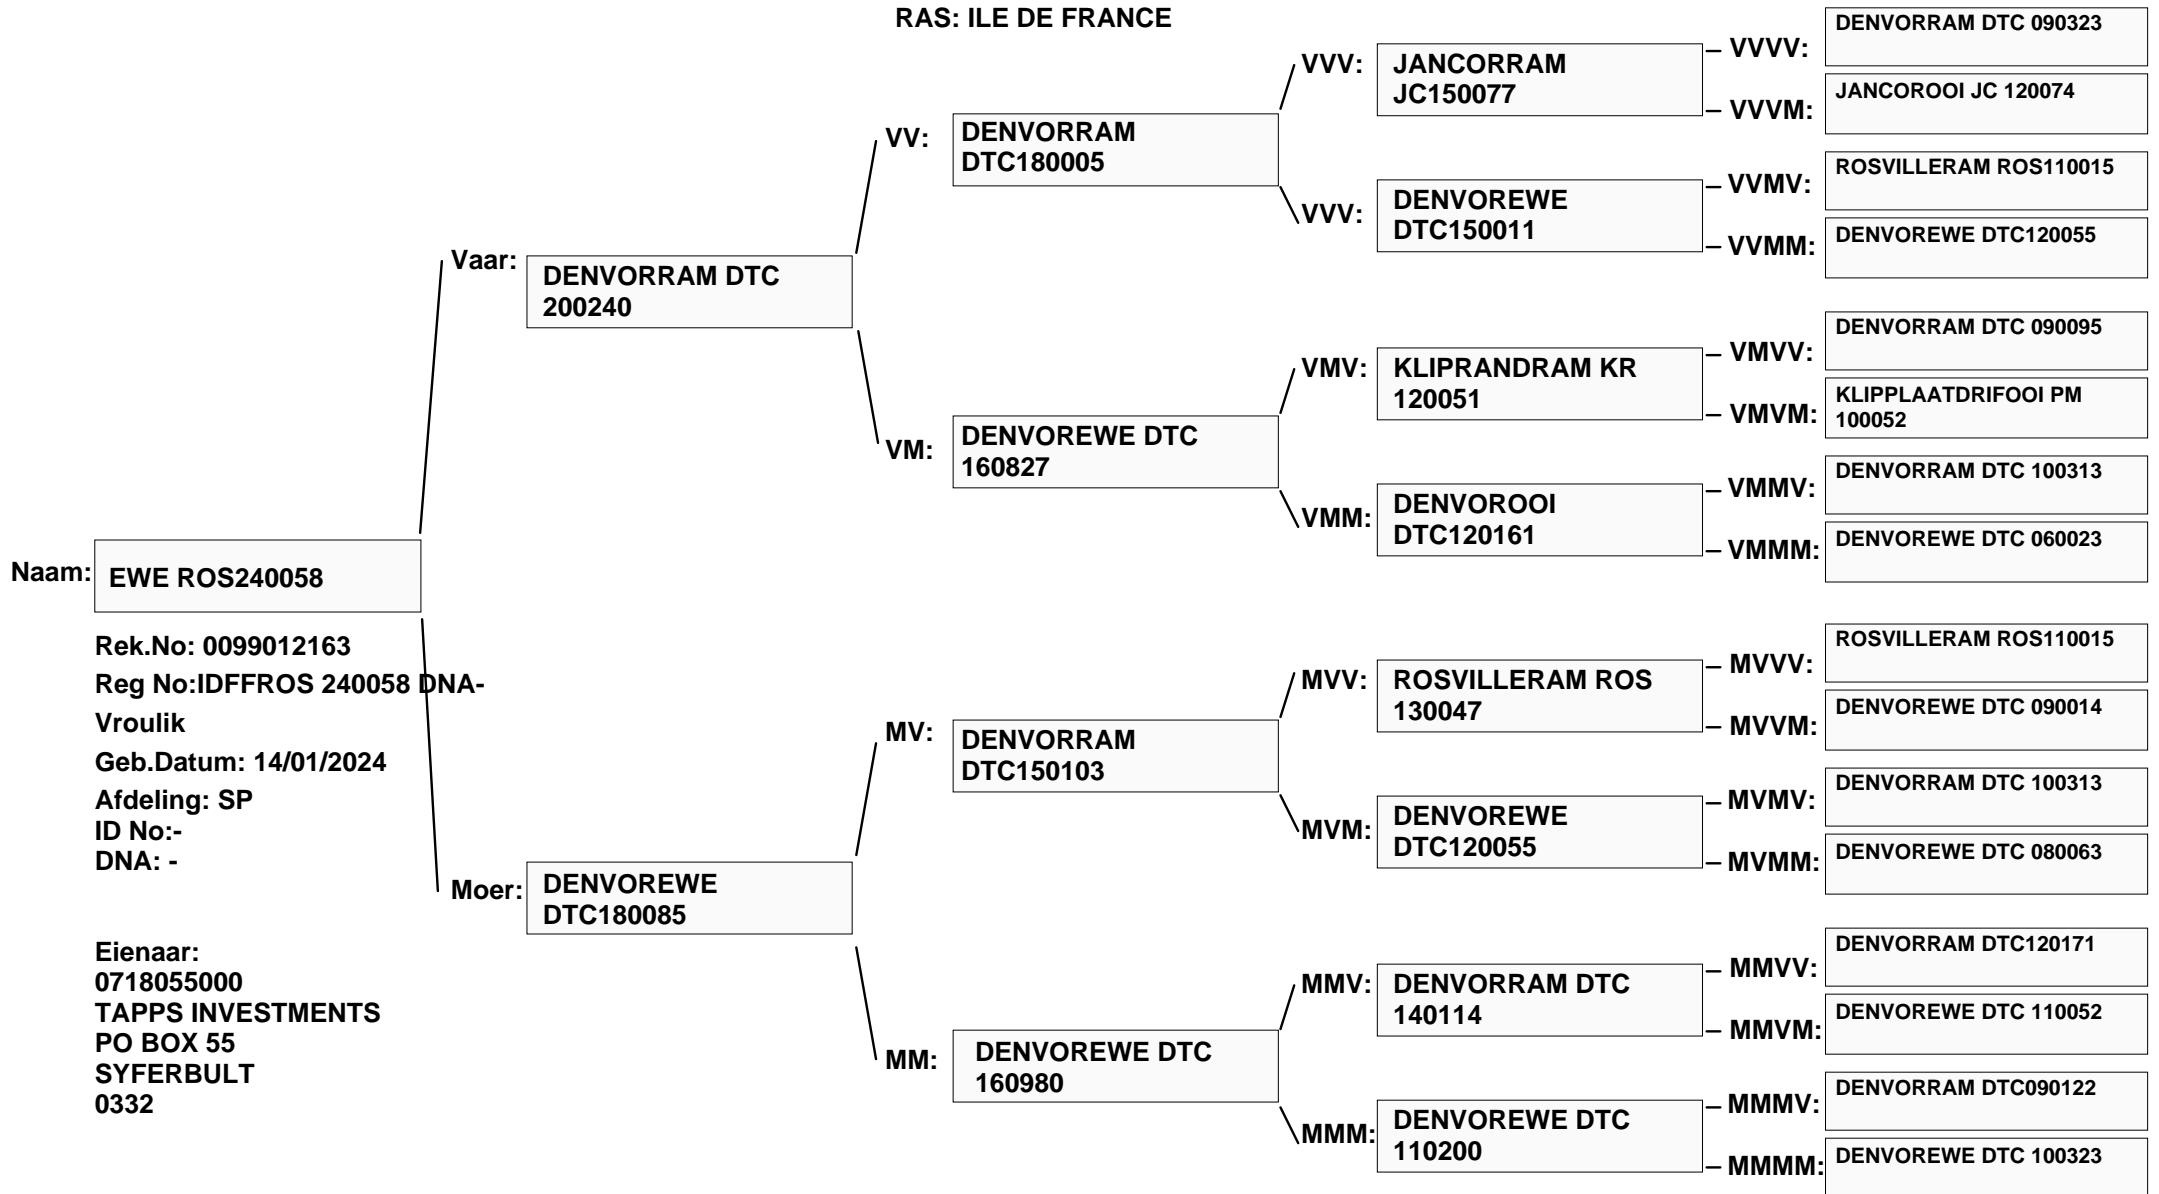 RAS: ILE DE FRANCE
Naam:
EWE ROS240058
Rek.No: 0099012163
Reg No:IDFFROS 240058 DNA-
Vroulik
Geb.Datum: 14/01/2024
Afdeling: SP
ID No:-
DNA: -
Eienaar:
0718055000
TAPPS INVESTMENTS
PO BOX 55
SYFERBULT
0332
Vaar:
DENVORRAM DTC
200240
Moer:
DENVOREWE
DTC180085
VV:
DENVORRAM
DTC180005
VM:
DENVOREWE DTC
160827
MV:
DENVORRAM
DTC150103
MM:
DENVOREWE DTC
160980
VVV:
JANCORRAM
JC150077
VVV:
DENVOREWE
DTC150011
VMV:
KLIPRANDRAM KR
120051
VMM:
DENVOROOI
DTC120161
MVV:
ROSVILLERAM ROS
130047
MVM:
DENVOREWE
DTC120055
MMV:
DENVORRAM DTC
140114
MMM:
DENVOREWE DTC
110200
VVVV:
DENVORRAM DTC 090323
VVVM:
JANCOROOI JC 120074
VVMV:
ROSVILLERAM ROS110015
VVMM:
DENVOREWE DTC120055
VMVV:
DENVORRAM DTC 090095
VMVM:
KLIPPLAATDRIFOOI PM
100052
VMMV:
DENVORRAM DTC 100313
VMMM:
DENVOREWE DTC 060023
MVVV:
ROSVILLERAM ROS110015
MVVM:
DENVOREWE DTC 090014
MVMV:
DENVORRAM DTC 100313
MVMM:
DENVOREWE DTC 080063
MMVV:
DENVORRAM DTC120171
MMVM:
DENVOREWE DTC 110052
MMMV:
DENVORRAM DTC090122
MMMM:
DENVOREWE DTC 100323